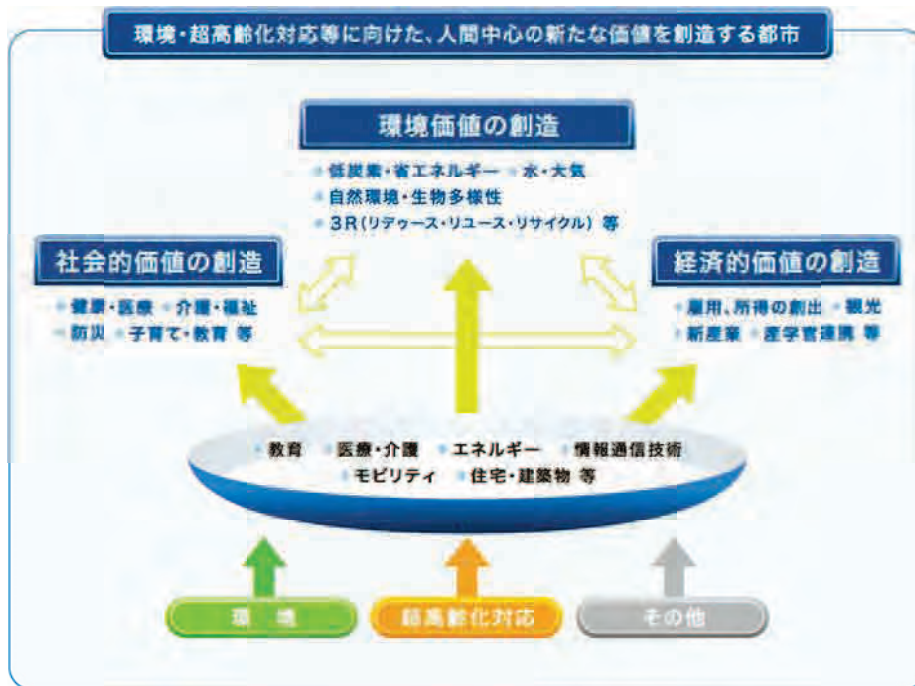 環境・超高齢化対応等に向けた、人間中心の新たな価値を創造する都市
環境価値の創造
低炭素・省エネルギー 水・大気
自然環境・生物多様性
3R(リデュース・リユース・リサイクル) 等
社会的価値の創造
健康・医療 介護・福祉
防災 子育て・教育 等
経済的価値の創造
雇用、所得の創出 観光
新産業 産学官連携 等
教育 医療・介護 エネルギー 情報通信技術
モビリティ 住宅・建築物 等
環 境
超高齢化対応
その他